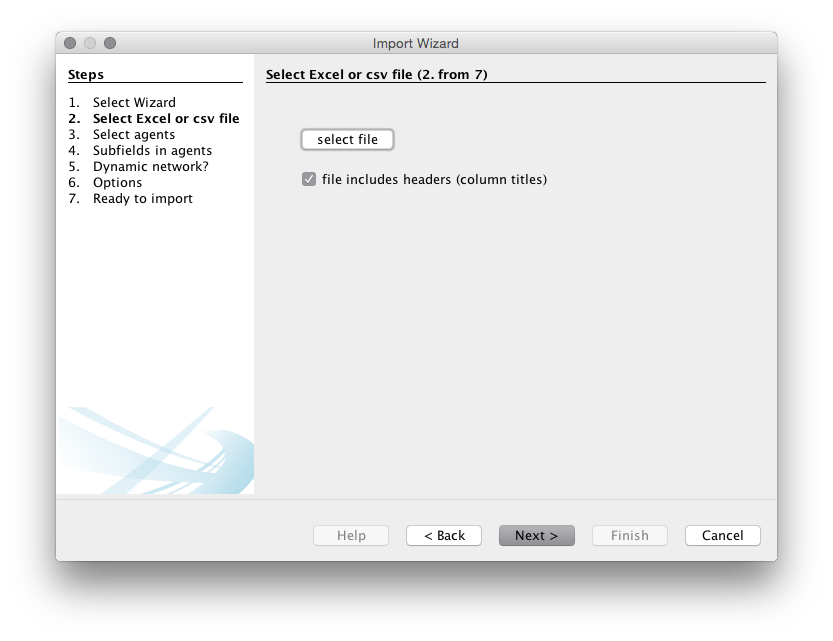 Import Wizard
Steps
1. Select Wizard
2. Select Excel or csv file
3. Select agents
4. Subfields in agents
5. Dynamic network?
6. Options
7. Ready to import
Select Excel or csv file (2. from 7)
select file
file includes headers (column titles)
Help
< Back
Next >
Finish
Cancel